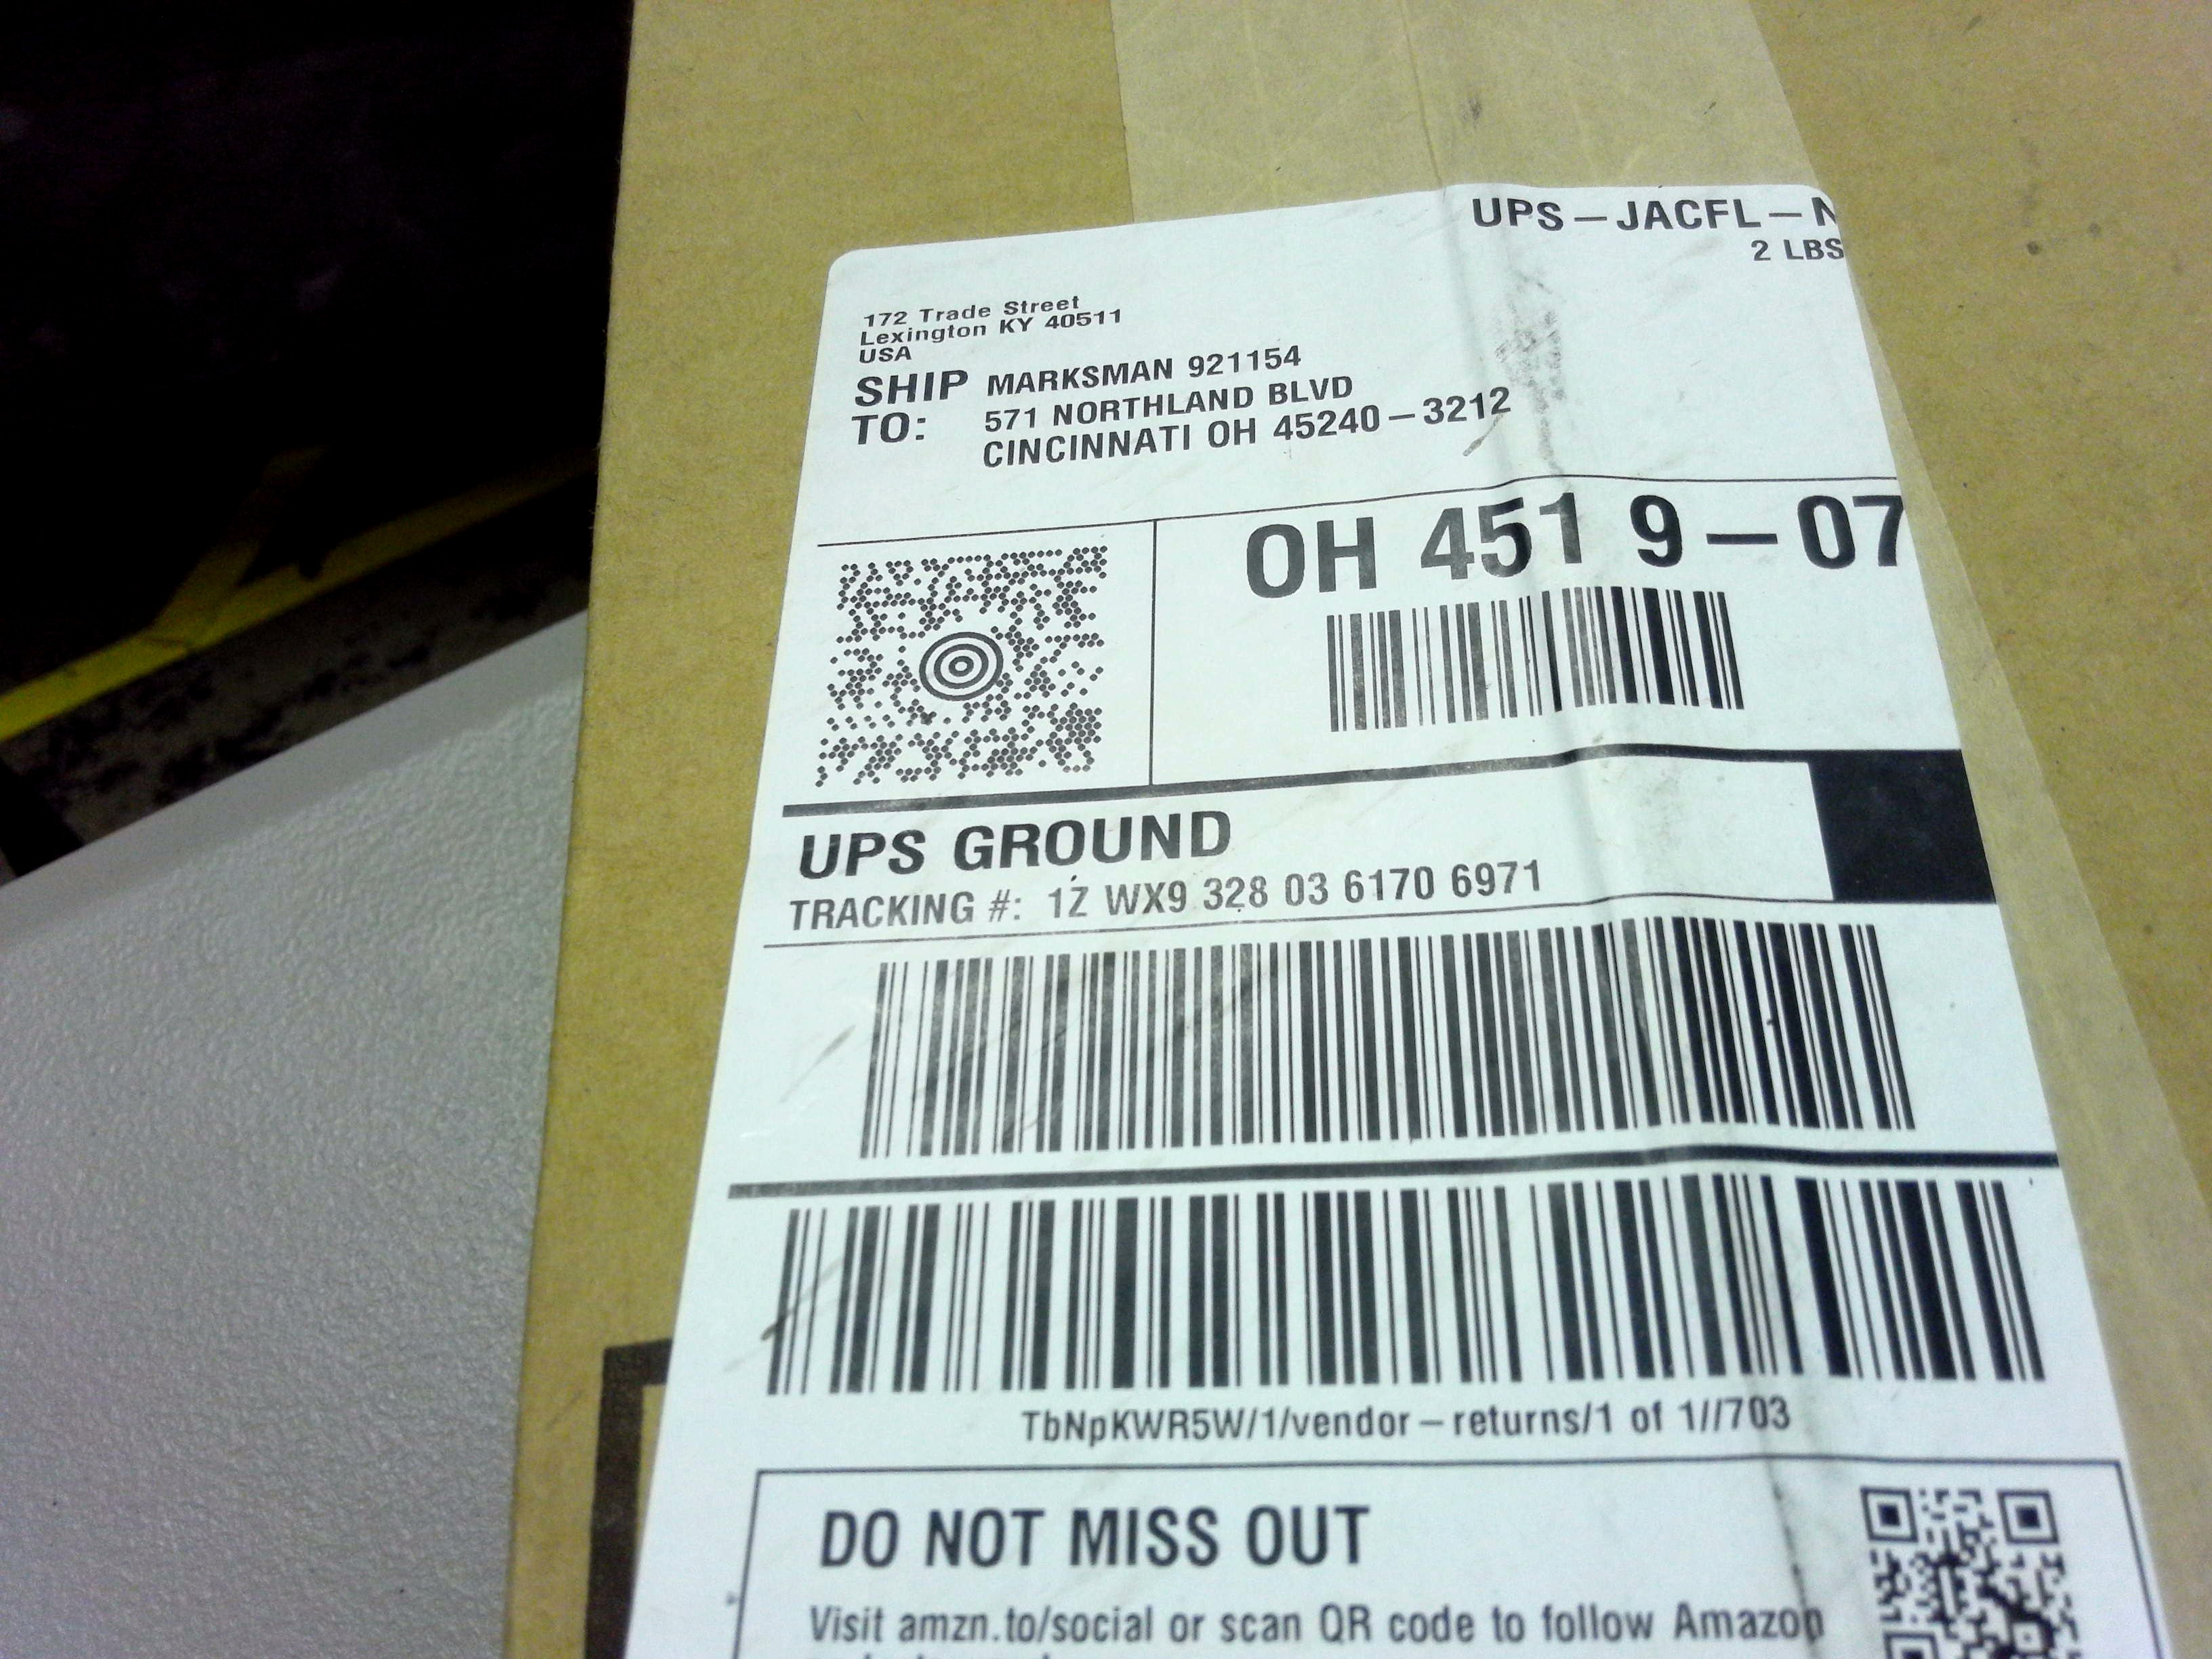 UPS–JACFL–N
2 LBS
172 Trade Street
Lexington KY 40511
USA
SHIP TO: MARKSMAN 921154
571 NORTHLAND BLVD
CINCINNATI OH 45240–3212
OH 451 9–07
UPS GROUND
TRACKING #: 1Z WX9 328 03 6170 6971
TbNpKWR5W/1/vendor–returns/1 of 1//703
DO NOT MISS OUT
Visit amzn.to/social or scan QR code to follow Amazon